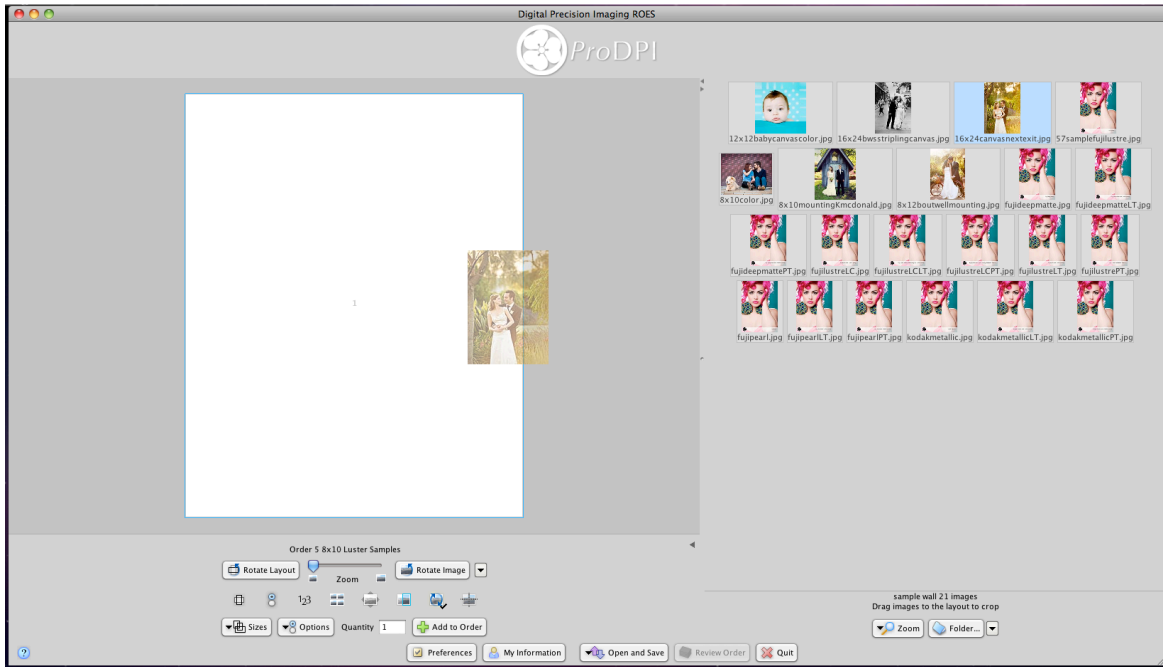 Digital Precision Imaging ROES
ProDPI
12x12babycanvascolor.jpg 16x24bwsstriplingcanvas.jpg 16x24canvasnextexit.jpg 57samplefujilustre.jpg
8x10color.jpg 8x10mountingKmcdonald.jpg 8x12boutwellmounting.jpg fujideepmatte.jpg fujideepmatteLT.jpg
fujideepmattePT.jpg fujilustreLC.jpg fujilustreLCLT.jpg fujilustreLCPT.jpg fujilustreLT.jpg fujilustrePT.jpg
1
fujipearl.jpg fujipearlLT.jpg fujipearlPT.jpg kodakmetallic.jpg kodakmetallicLT.jpg kodakmetallicPT.jpg
Order 5 8x10 Luster Samples
Rotate Layout Zoom Rotate Image
123
sample wall 21 images
Drag images to the layout to crop
Sizes Options Quantity 1 Add to Order
Zoom Folder...
? Preferences My Information Open and Save Review Order Quit